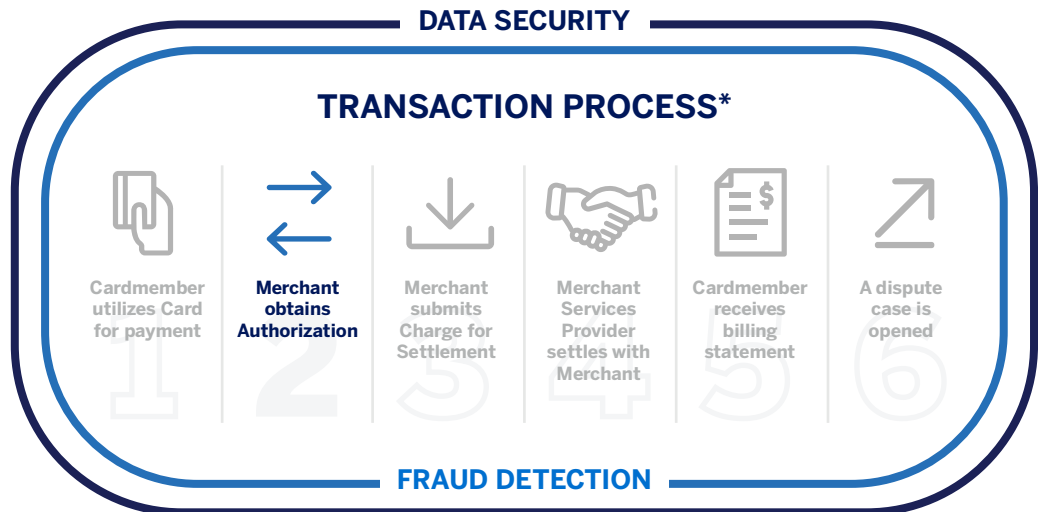 DATA SECURITY
TRANSACTION PROCESS*
$
Cardmember
utilizes Card
for payment
1
Merchant
obtains
Authorization
2
Merchant
submits
Charge for
Settlement
3
Merchant
Services
Provider
settles with
Merchant
4
Cardmember
receives
billing
statement
5
A dispute
case is
opened
6
FRAUD DETECTION